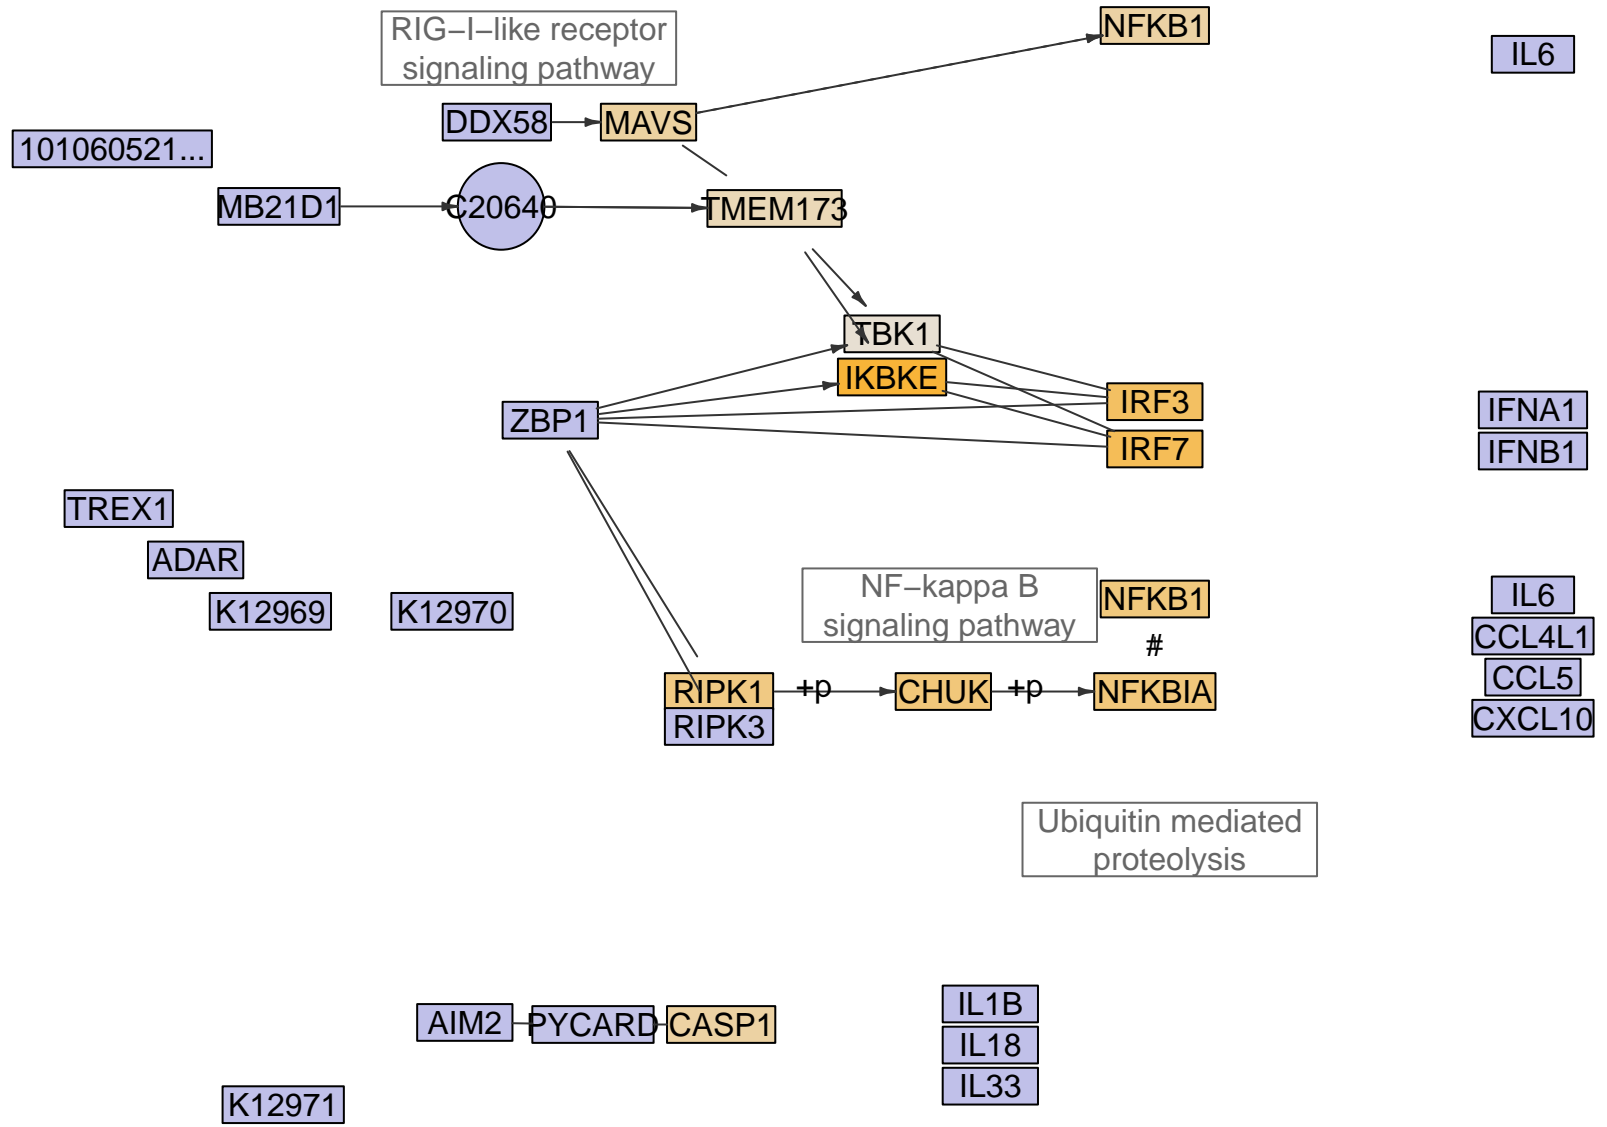 RIG−I−like receptor
signaling pathway
NFKB1
IL6
DDX58
MAVS
101060521...
MB21D1
C20640
TMEM173
TBK1
IKBKE
ZBP1
IRF3
IRF7
IFNA1
IFNB1
TREX1
ADAR
K12969
K12970
NF−kappa B
signaling pathway
NFKB1
#
IL6
CCL4L1
CCL5
CXCL10
RIPK1
+p
CHUK
+p
NFKBIA
RIPK3
Ubiquitin mediated
proteolysis
AIM2
PYCARD
CASP1
IL1B
IL18
IL33
K12971